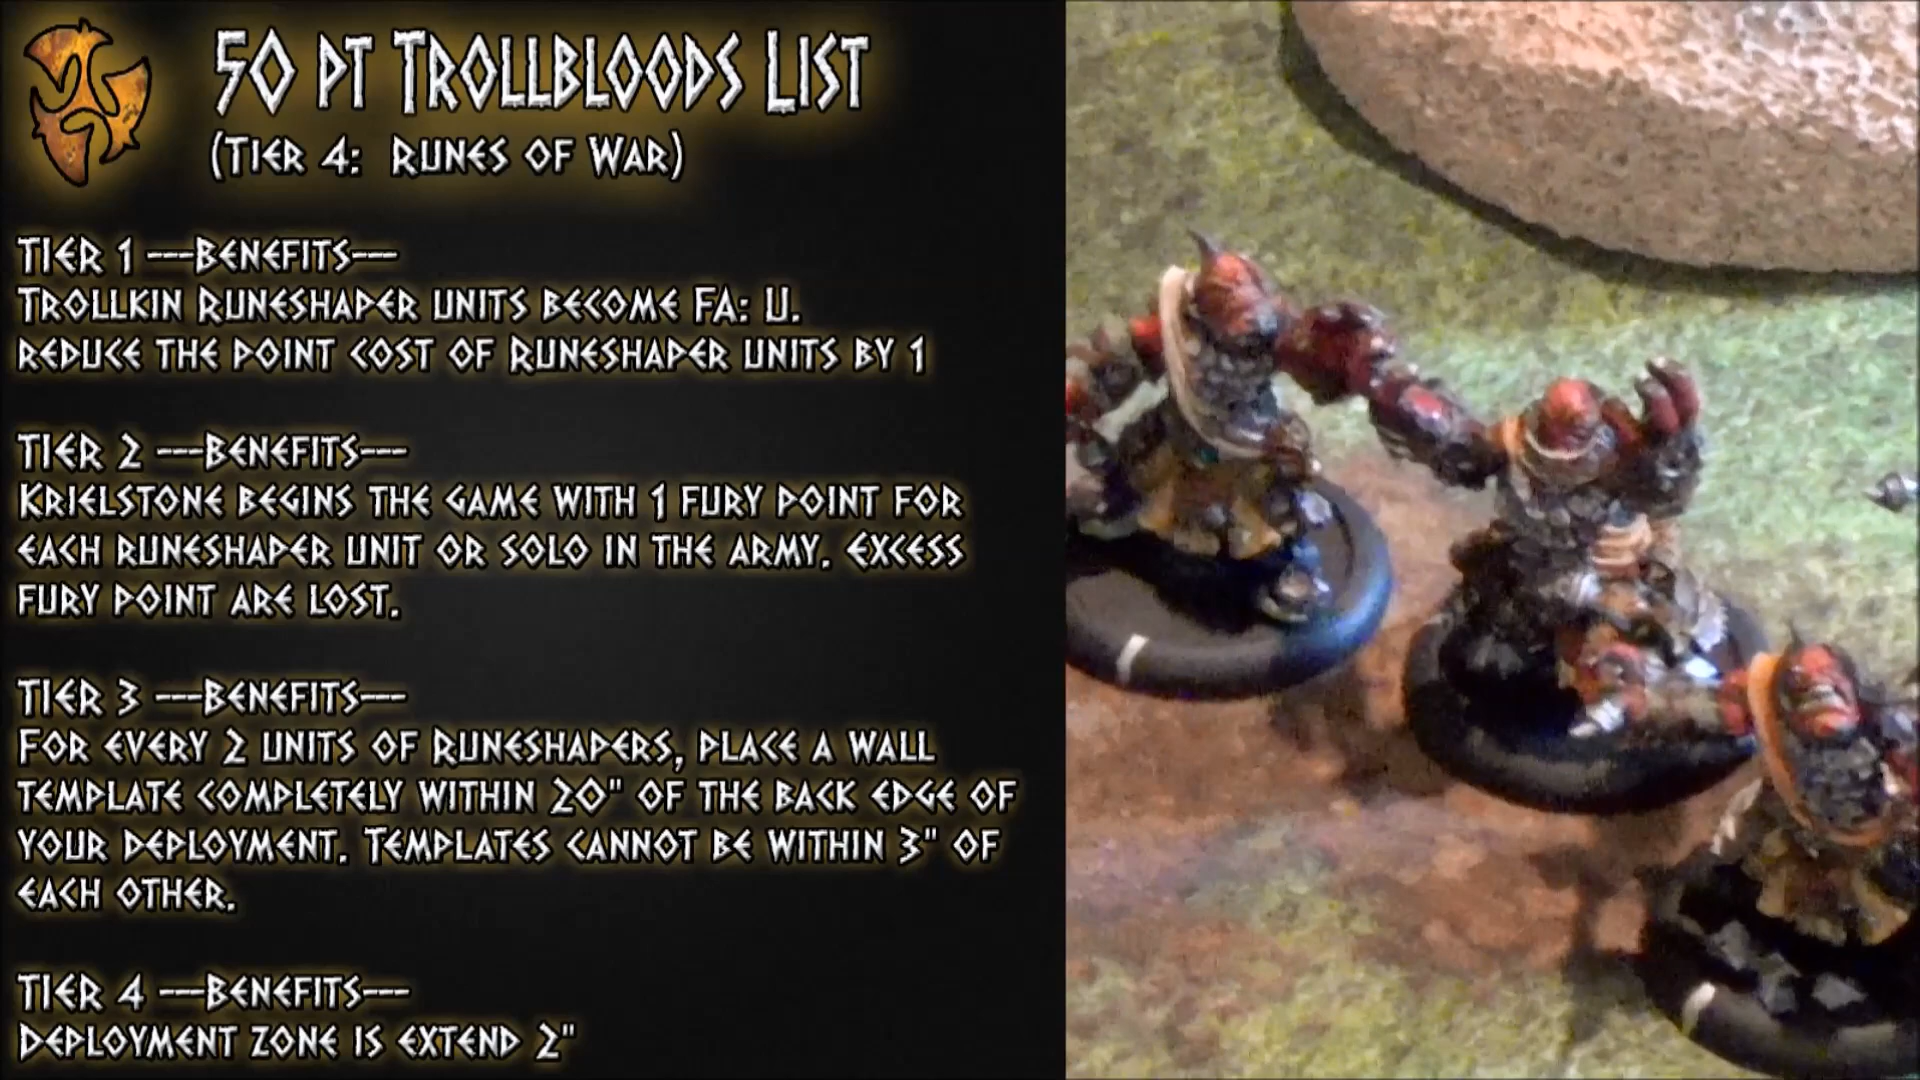 50 PT TROLLBLOODS LIST
(TIER 4: RUNES OF WAR)
TIER 1 ---BENEFITS---
TROLLKIN RUNESHAPER UNITS BECOME FA: U.
REDUCE THE POINT COST OF RUNESHAPER UNITS BY 1
TIER 2 ---BENEFITS---
KRIELSTONE BEGINS THE GAME WITH 1 FURY POINT FOR
EACH RUNESHAPER UNIT OR SOLO IN THE ARMY. EXCESS
FURY POINT ARE LOST.
TIER 3 ---BENEFITS---
FOR EVERY 2 UNITS OF RUNESHAPERS, PLACE A WALL
TEMPLATE COMPLETELY WITHIN 20" OF THE BACK EDGE OF
YOUR DEPLOYMENT. TEMPLATES CANNOT BE WITHIN 3" OF
EACH OTHER.
TIER 4 ---BENEFITS---
DEPLOYMENT ZONE IS EXTEND 2"